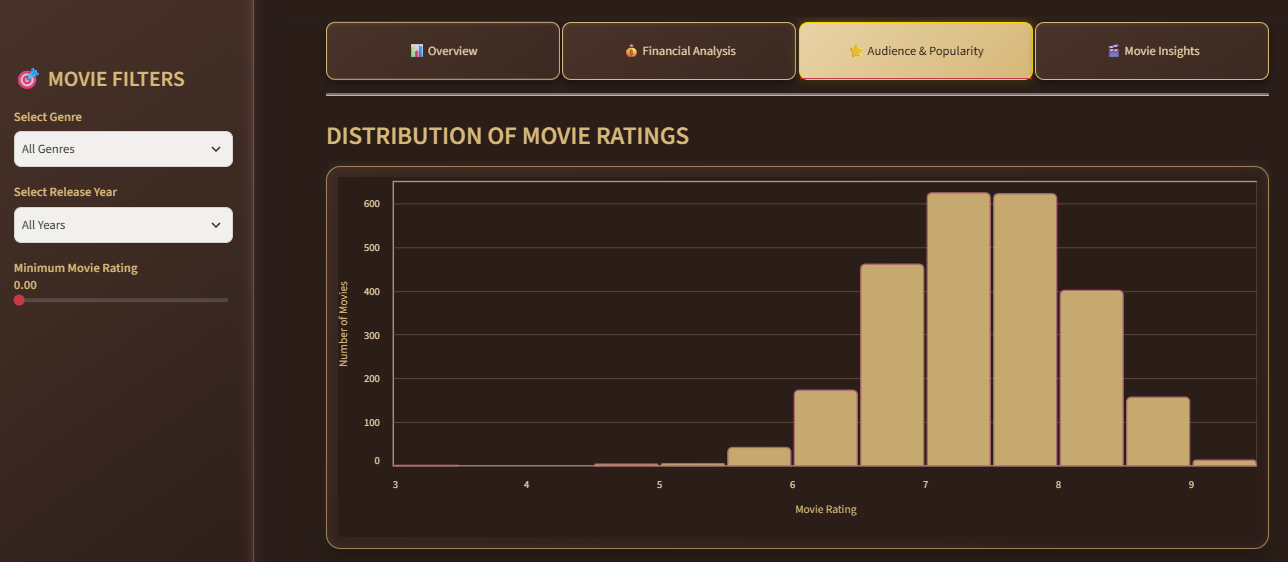 MOVIE FILTERS
Select Genre
All Genres
Select Release Year
All Years
Minimum Movie Rating
0.00
Overview
Financial Analysis
Audience & Popularity
Movie Insights
DISTRIBUTION OF MOVIE RATINGS
Number of Movies
600
500
400
300
200
100
0
3 4 5 6 7 8 9
Movie Rating